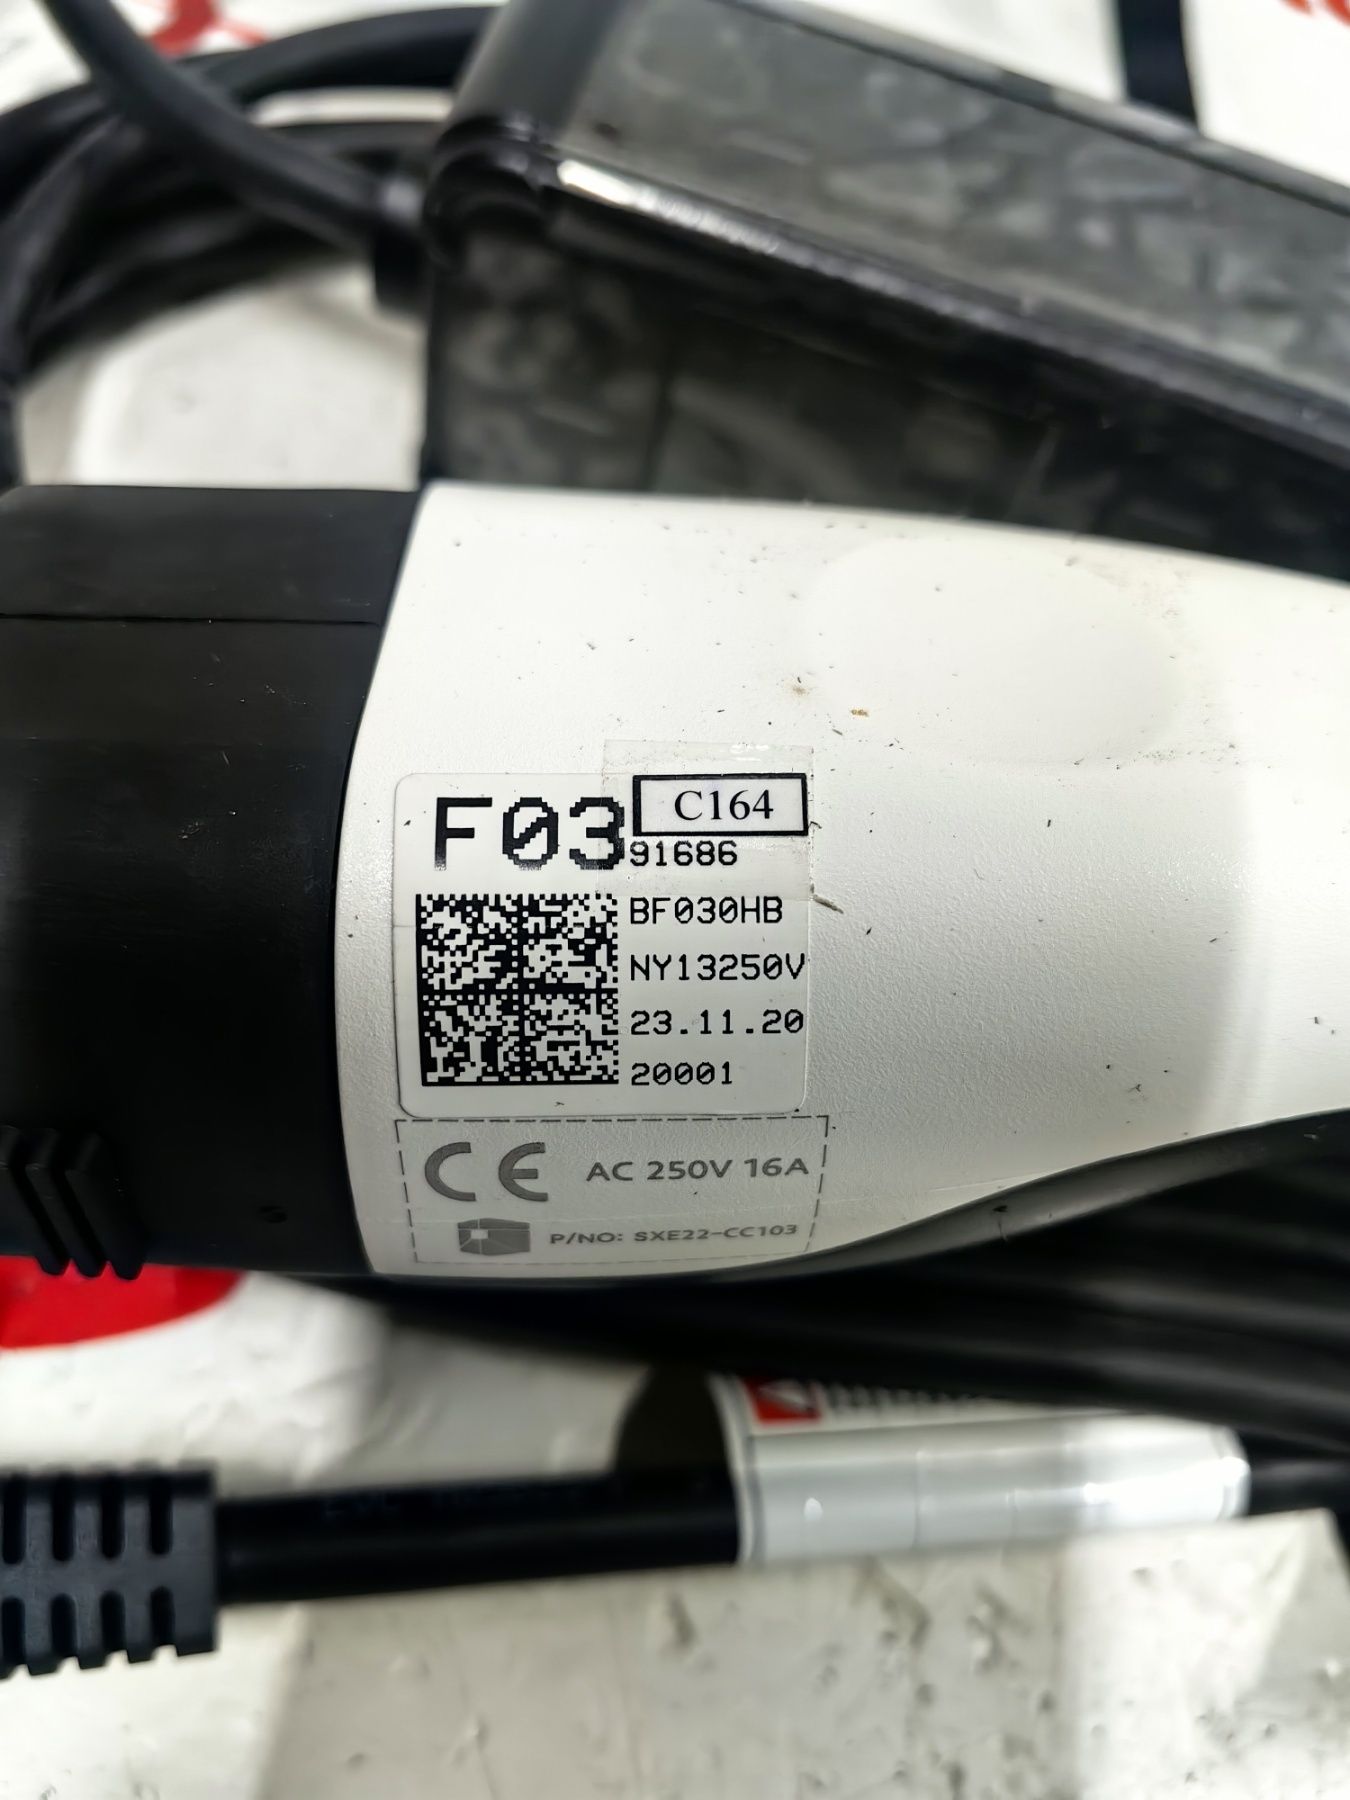 F03
C164
91686
BF030HB
NY13250V
23.11.20
20001
CE AC 250V 16A
P/NO: SXE22-CC103